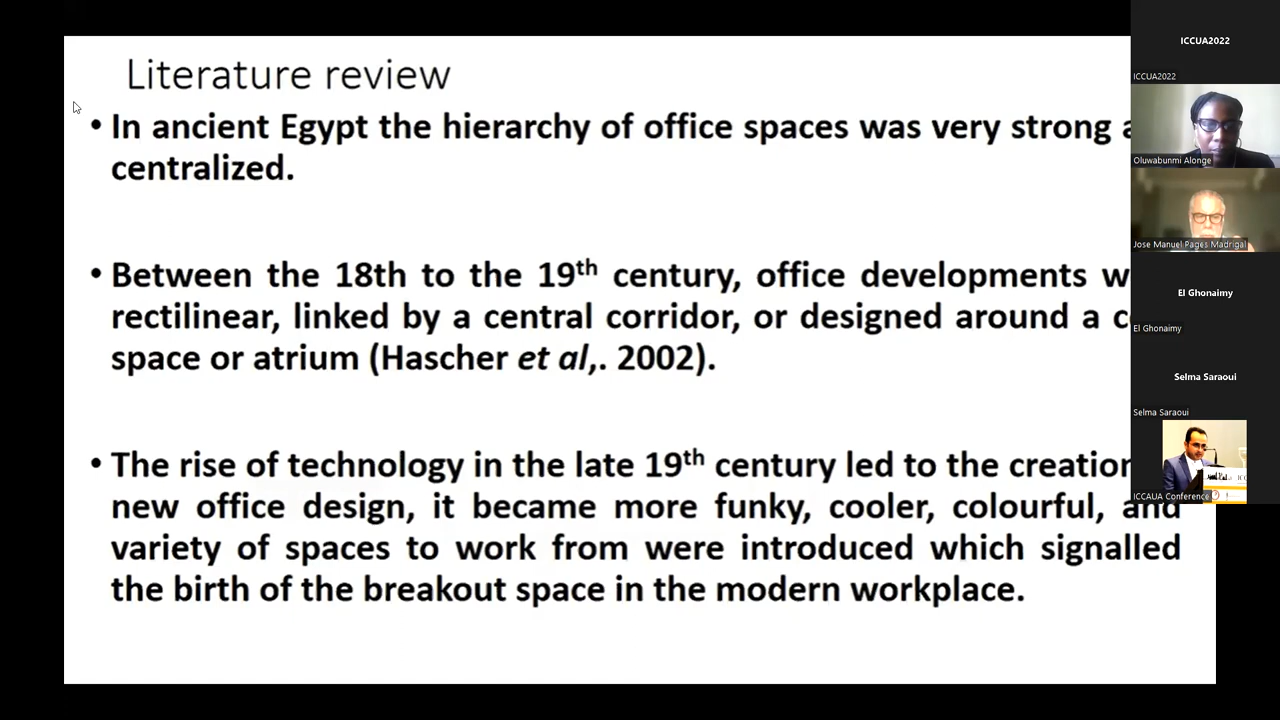 Literature review
• In ancient Egypt the hierarchy of office spaces was very strong
centralized.
• Between the 18th to the 19th century, office developments
rectilinear, linked by a central corridor, or designed around a
space or atrium (Hascher et al,. 2002).
• The rise of technology in the late 19th century led to the creation
new office design, it became more funky, cooler, colourful, and
variety of spaces to work from were introduced which signalled
the birth of the breakout space in the modern workplace.
ICCUA2022
ICCUA2022
Oluwabunmi Alonge
Jose Manuel Pages Madrigal
El Ghonaimy
El Ghonaimy
Selma Saraoui
Selma Saraoui
ICCAUA Conference